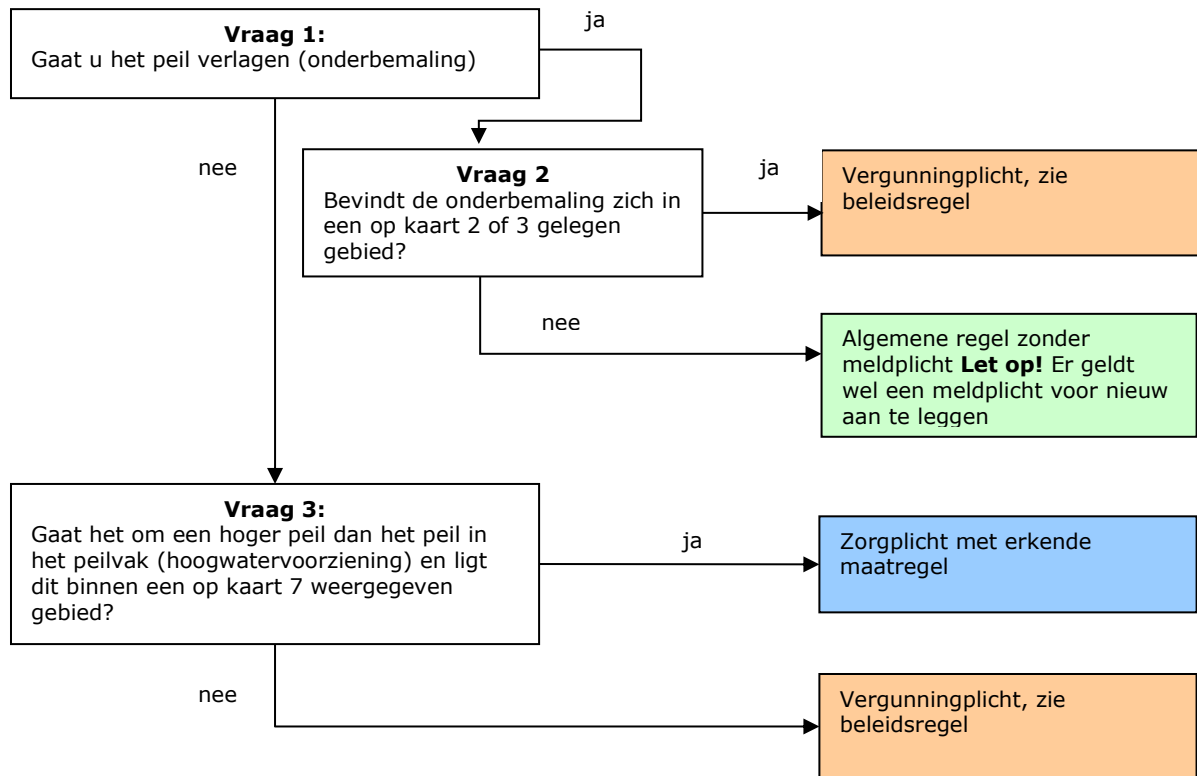 Vraag 1:
Gaat u het peil verlagen (onderbemaling)
ja
nee
Vraag 2
Bevindt de onderbemaling zich in
een op kaart 2 of 3 gelegen
gebied?
ja
Vergunningplicht, zie
beleidsregel
nee
Algemene regel zonder
meldplicht Let op! Er geldt
wel een meldplicht voor nieuw
aan te leggen
Vraag 3:
Gaat het om een hoger peil dan het peil in
het peilvak (hoogwatervoorziening) en ligt
dit binnen een op kaart 7 weergegeven
gebied?
ja
Zorgplicht met erkende
maatregel
nee
Vergunningplicht, zie
beleidsregel